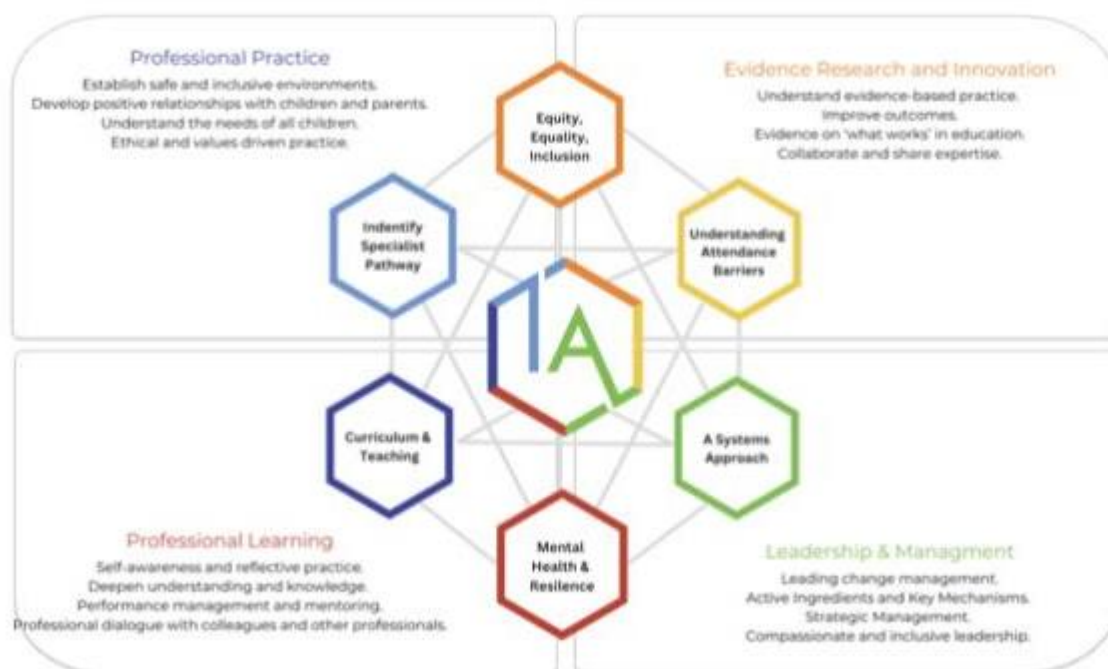 Professional Practice
Establish safe and inclusive environments.
Develop positive relationships with children and parents.
Understand the needs of all children.
Ethical and values driven practice.
Evidence Research and Innovation
Understand evidence-based practice.
Improve outcomes.
Evidence on 'what works' in education.
Collaborate and share expertise.
Equity,
Equality,
Inclusion
Indentify
Specialist
Pathway
Understanding
Attendance
Barriers
IA
Curriculum &
Teaching
A Systems
Approach
Mental
Health &
Resilence
Professional Learning
Self-awareness and reflective practice.
Deepen understanding and knowledge.
Performance management and mentoring.
Professional dialogue with colleagues and other professionals.
Leadership & Managment
Leading change management.
Active Ingredients and Key Mechanisms.
Strategic Management.
Compassionate and inclusive leadership.